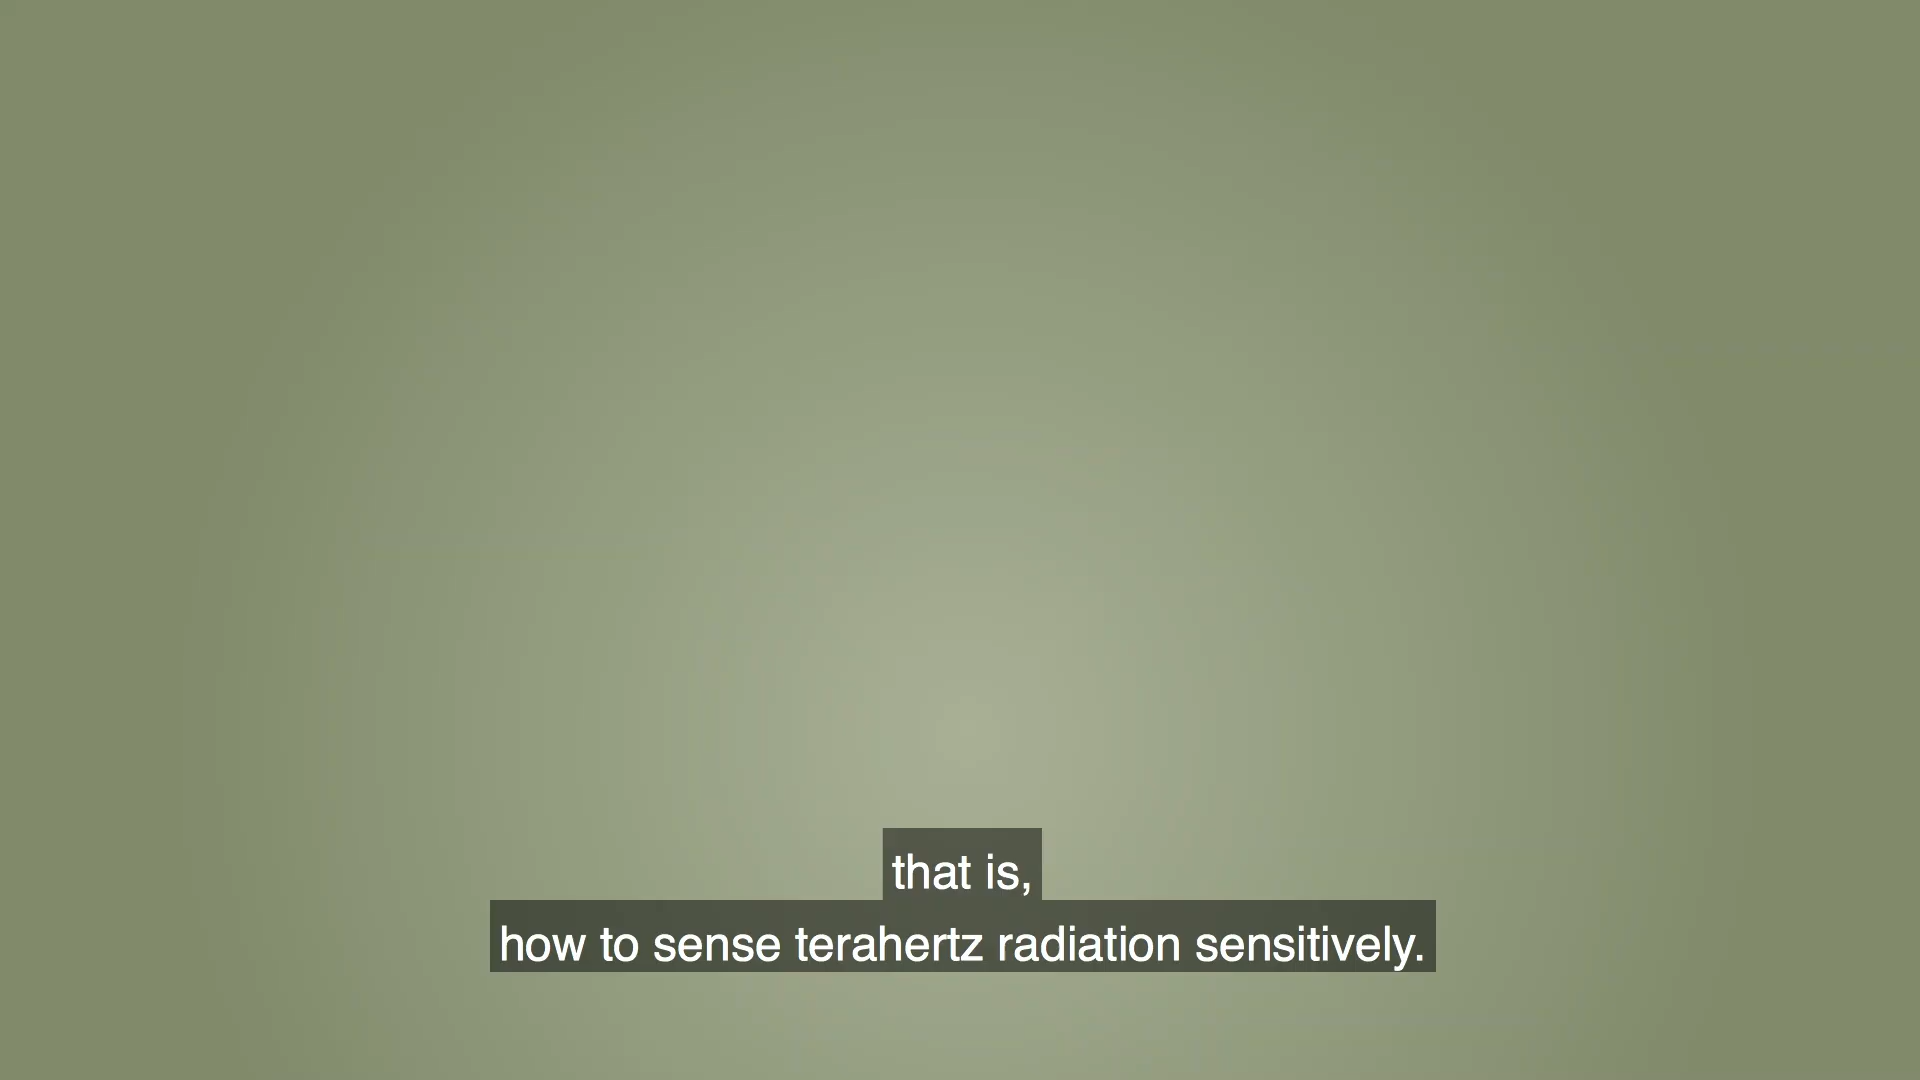 that is,
how to sense terahertz radiation sensitively.